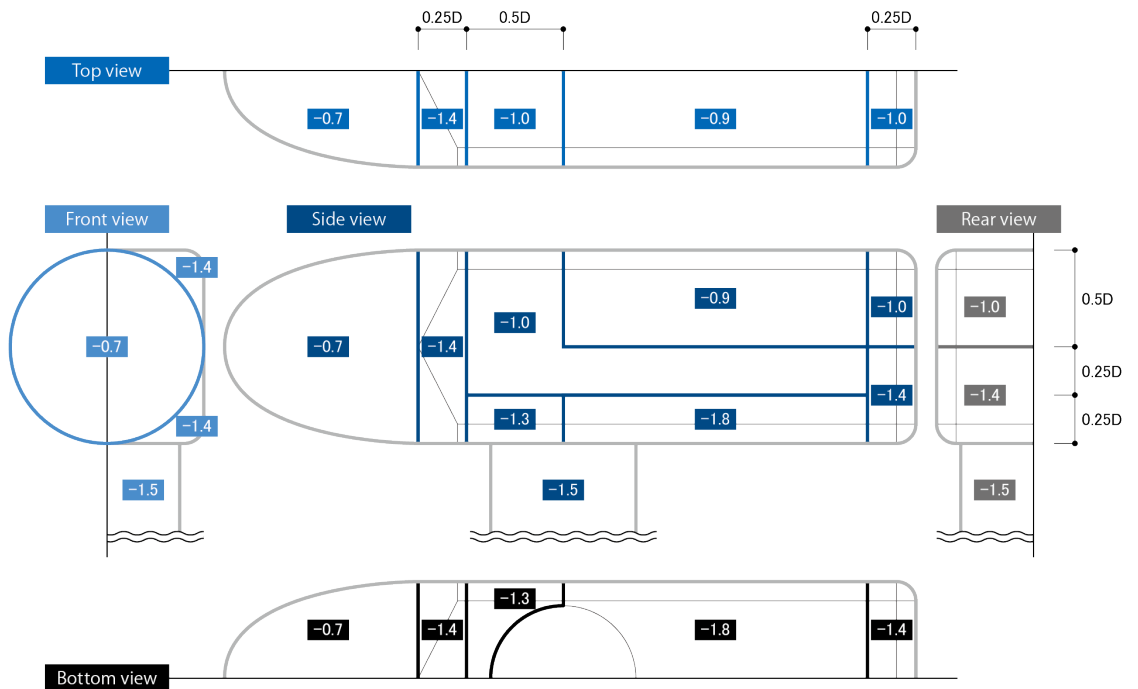 0.25D 0.5D 0.25D
Top view
−0.7 −1.4 −1.0 −0.9 −1.0
Front view Side view Rear view
−1.4
−0.7
−1.4
−1.5
−0.7 −1.4 −1.0 −0.9 −1.0
−1.4
−1.3 −1.8
−1.5
−1.0 0.5D
−1.4 0.25D
0.25D
−1.5
−1.3
−0.7 −1.4 −1.8 −1.4
Bottom view